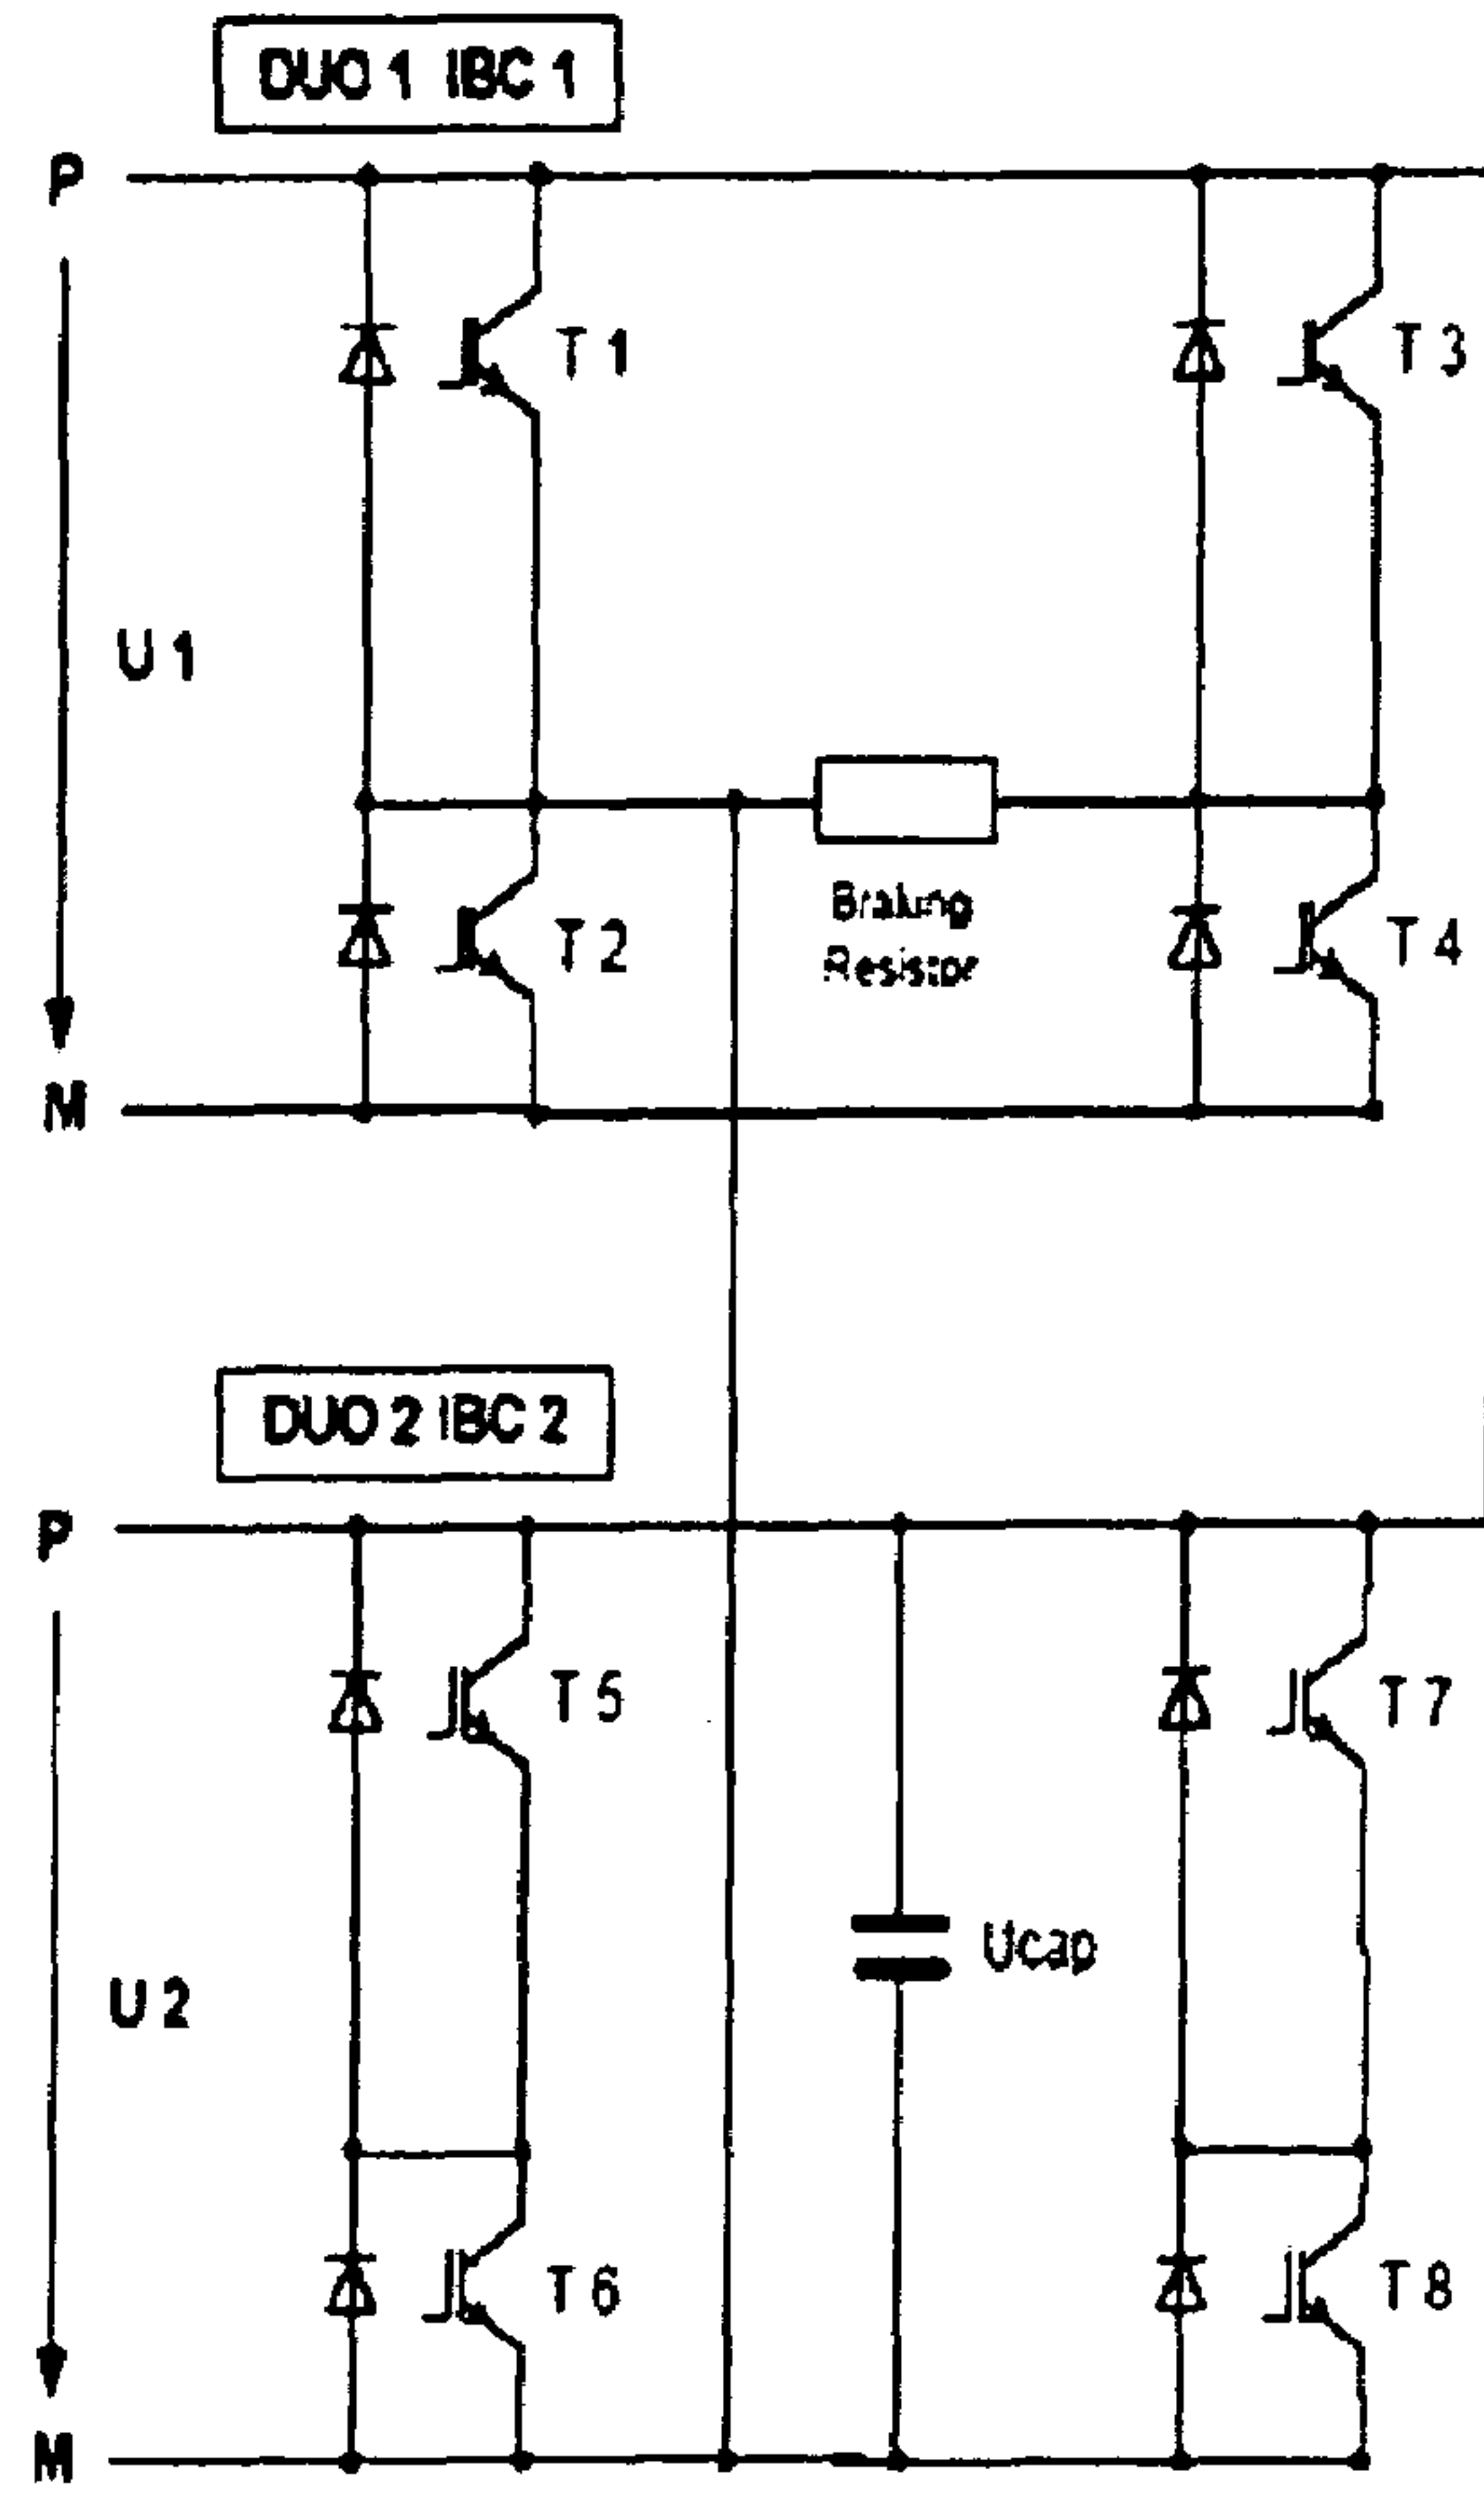 DUO 1 IBC 1
P
T 1
T 3
U 1
Braking
Resistor
T 2
T 4
M
DUO 2 IBC 2
P
T 5
T 7
Ucap
U 2
T 6
T 8
M